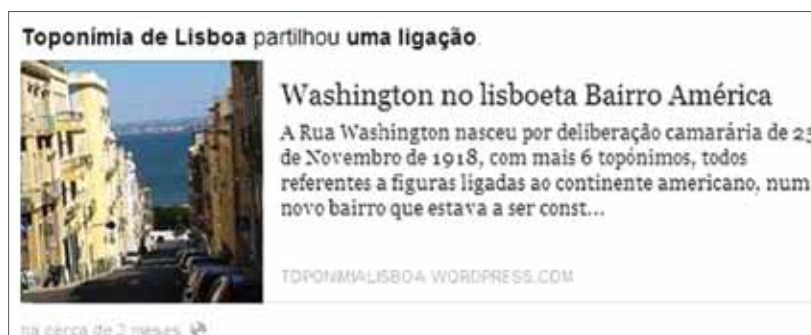 Toponímia de Lisboa partilhou uma ligação.
Washington no lisboeta Bairro América
A Rua Washington nasceu por deliberação camarária de 23
de Novembro de 1918, com mais 6 topónimos, todos
referentes a figuras ligadas ao continente americano, num
novo bairro que estava a ser const...
TOPONIMIALISBOA.WORDPRESS.COM
há cerca de 2 meses